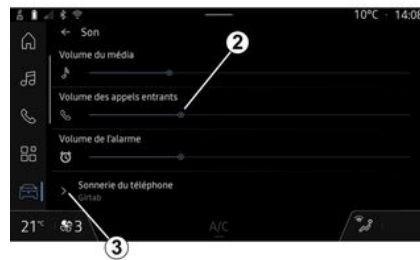 10°C 14:08
← Son
2
Volume du média
Volume des appels entrants
Volume de l'alarme
Sonnerie du téléphone
Girtab
21°C 3 A/C
3